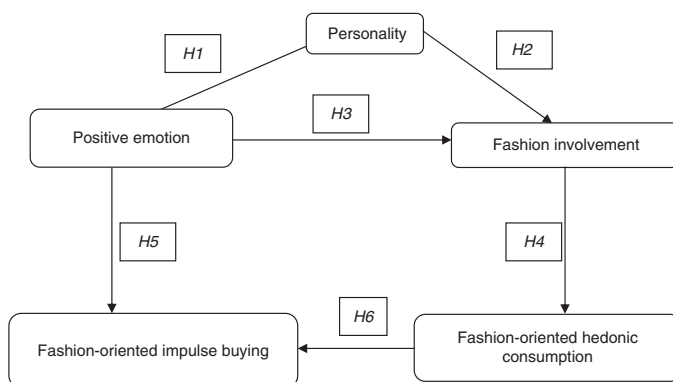 Personality
H1
H2
H3
Positive emotion
Fashion involvement
H5
H4
H6
Fashion-oriented impulse buying
Fashion-oriented hedonic
consumption